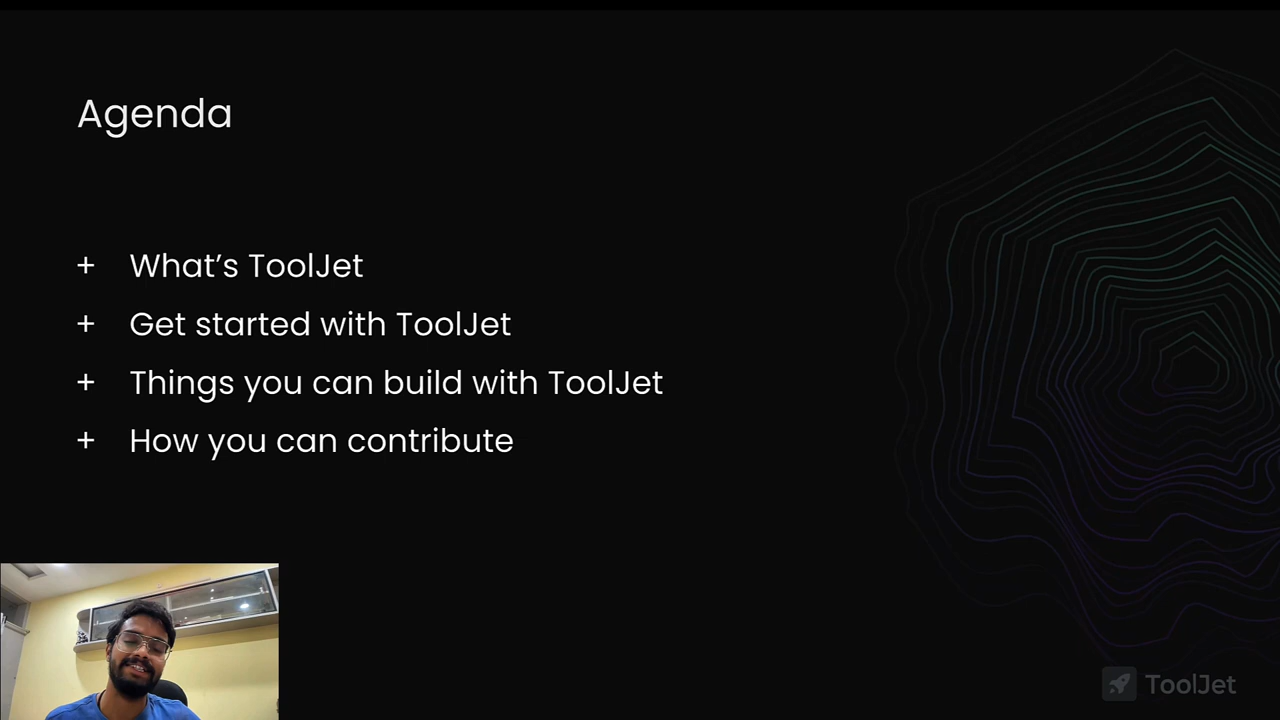 Agenda
+ What's ToolJet
+ Get started with ToolJet
+ Things you can build with ToolJet
+ How you can contribute
ToolJet